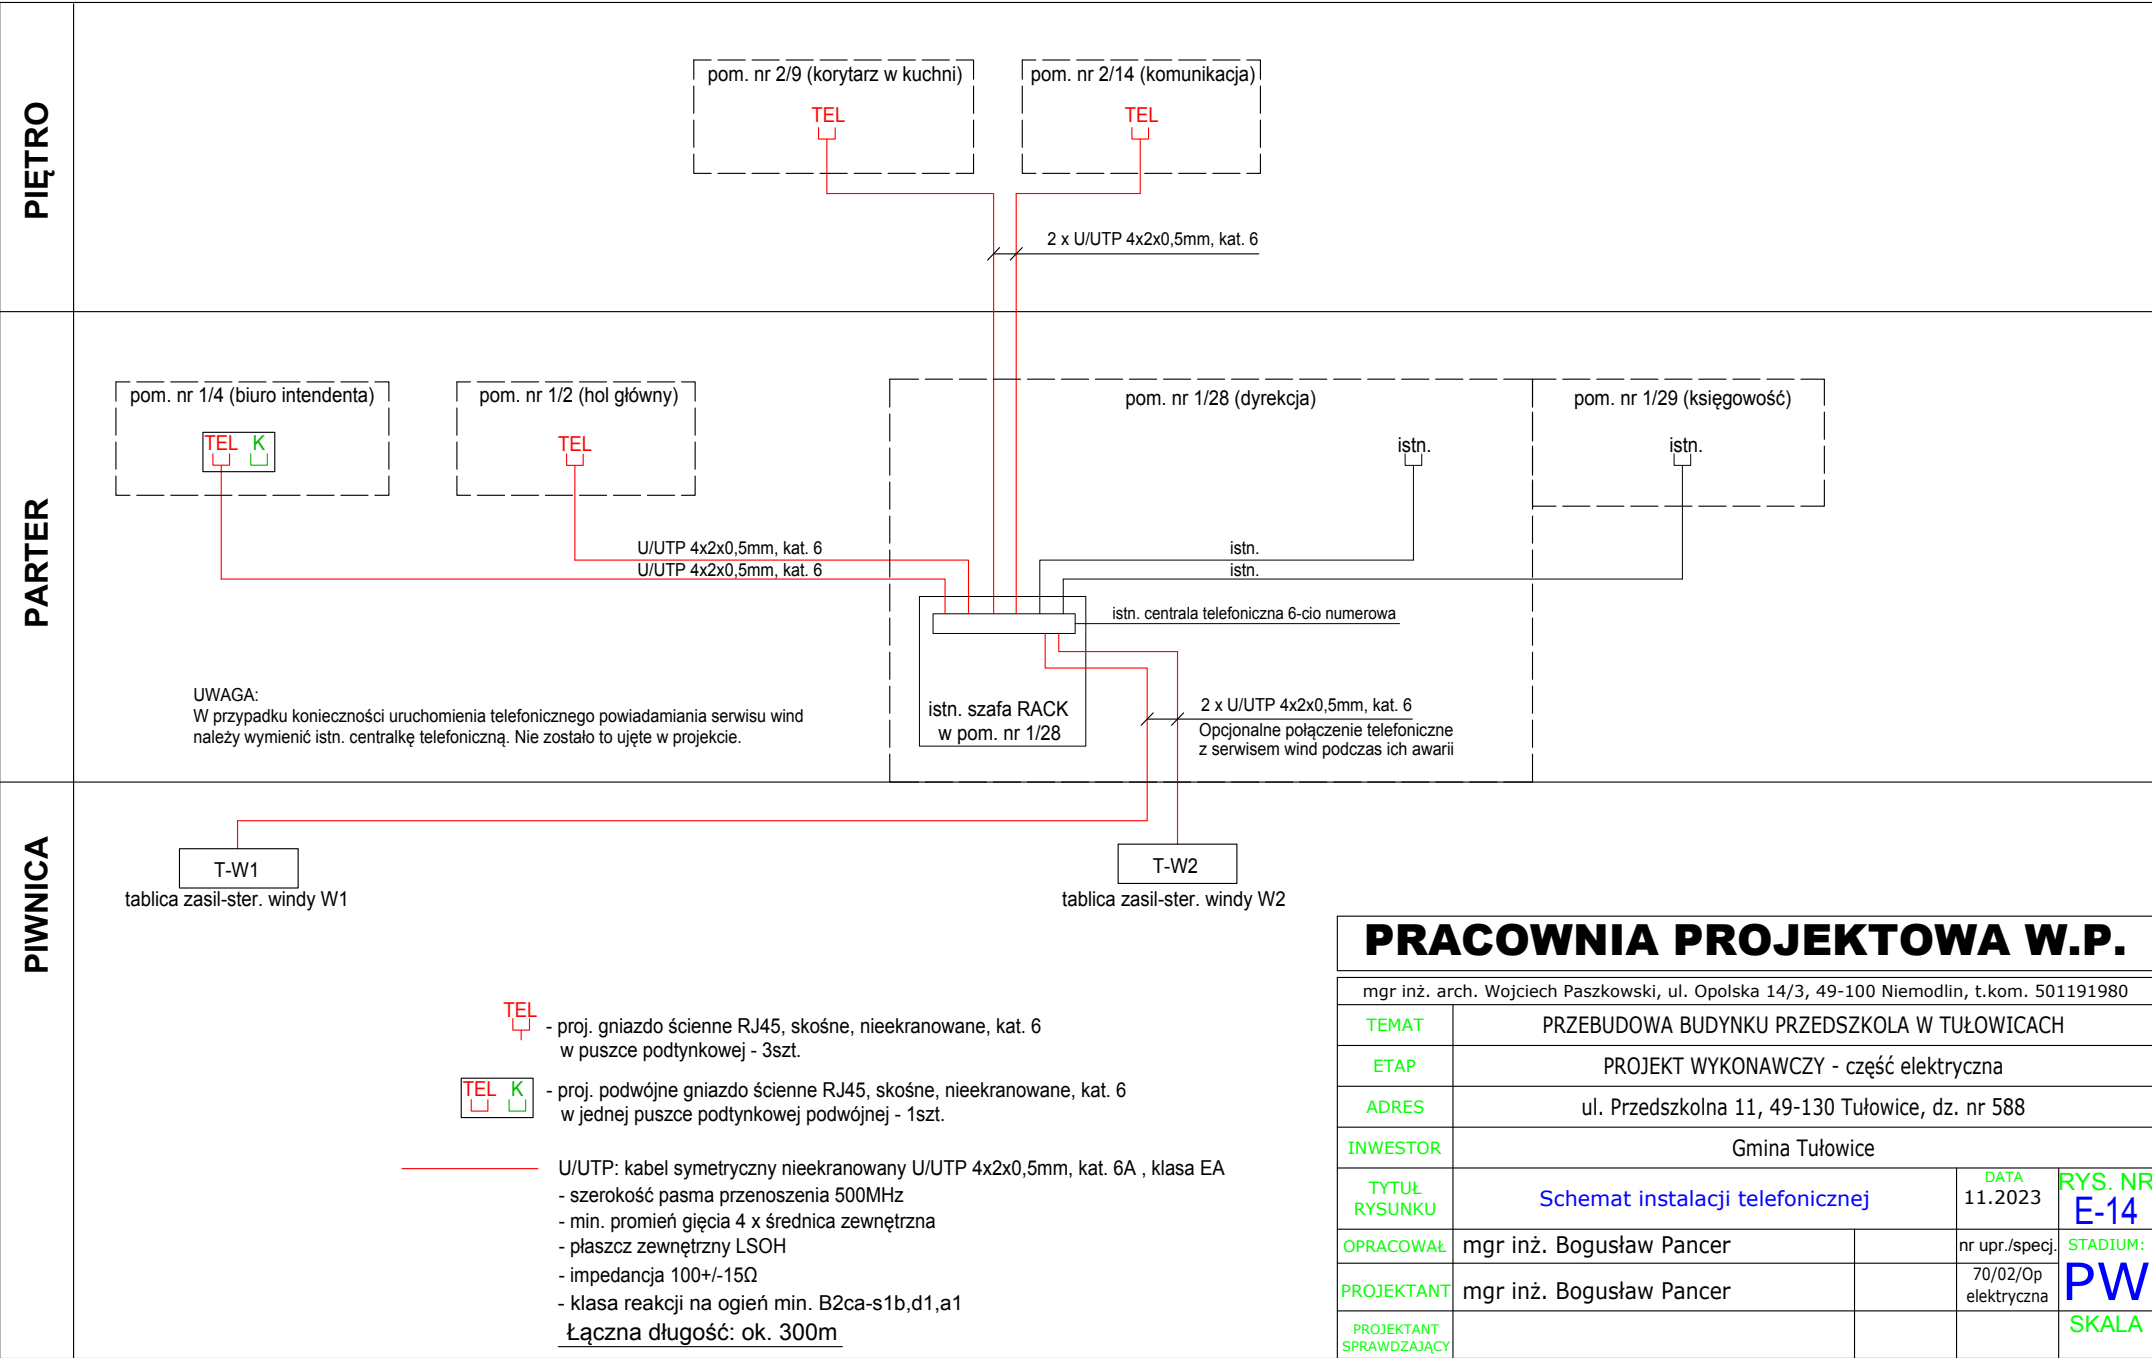 PIĘTRO
pom. nr 2/9 (korytarz w kuchni)
TEL
pom. nr 2/14 (komunikacja)
TEL
2 x U/UTP 4x2x0,5mm, kat. 6
PARTER
pom. nr 1/4 (biuro intendenta)
TEL K
pom. nr 1/2 (hol główny)
TEL
pom. nr 1/28 (dyrekcja)
istn.
pom. nr 1/29 (księgowość)
istn.
U/UTP 4x2x0,5mm, kat. 6
U/UTP 4x2x0,5mm, kat. 6
istn.
istn.
istn. centrala telefoniczna 6-cio numerowa
istn. szafa RACK
w pom. nr 1/28
2 x U/UTP 4x2x0,5mm, kat. 6
Opcjonalne połączenie telefoniczne
z serwisem wind podczas ich awarii
UWAGA:
W przypadku konieczności uruchomienia telefonicznego powiadamiania serwisu wind
należy wymienić istn. centralkę telefoniczną. Nie zostało to ujęte w projekcie.
PIWNICA
T-W1
tablica zasil-ster. windy W1
T-W2
tablica zasil-ster. windy W2
TEL
- proj. gniazdo ścienne RJ45, skośne, nieekranowane, kat. 6
w puszce podtynkowej - 3szt.
TEL K
- proj. podwójne gniazdo ścienne RJ45, skośne, nieekranowane, kat. 6
w jednej puszce podtynkowej podwójnej - 1szt.
U/UTP: kabel symetryczny nieekranowany U/UTP 4x2x0,5mm, kat. 6A , klasa EA
- szerokość pasma przenoszenia 500MHz
- min. promień gięcia 4 x średnica zewnętrzna
- płaszcz zewnętrzny LSOH
- impedancja 100+/-15Ω
- klasa reakcji na ogień min. B2ca-s1b,d1,a1
Łączna długość: ok. 300m
PRACOWNIA PROJEKTOWA W.P.
mgr inż. arch. Wojciech Paszkowski, ul. Opolska 14/3, 49-100 Niemodlin, t.kom. 501191980
TEMAT
PRZEBUDOWA BUDYNKU PRZEDSZKOLA W TUŁOWICACH
ETAP
PROJEKT WYKONAWCZY - część elektryczna
ADRES
ul. Przedszkolna 11, 49-130 Tułowice, dz. nr 588
INWESTOR
Gmina Tułowice
TYTUŁ
RYSUNKU
Schemat instalacji telefonicznej
DATA
11.2023
RYS. NR
E-14
OPRACOWAŁ
mgr inż. Bogusław Pancer
nr upr./specj.
STADIUM:
PW
PROJEKTANT
mgr inż. Bogusław Pancer
70/02/Op
elektryczna
PROJEKTANT
SPRAWDZAJĄCY
SKALA